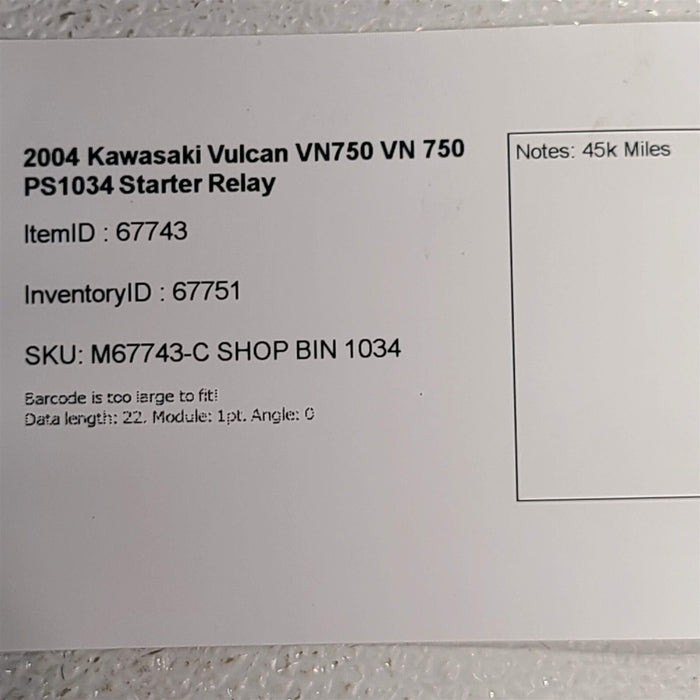 2004 Kawasaki Vulcan VN750 VN 750
PS1034 Starter Relay
ItemID : 67743
InventoryID : 67751
SKU: M67743-C SHOP BIN 1034
Barcode is too large to fit!
Data length: 22. Module: 1pt. Angle: 0
Notes: 45k Miles